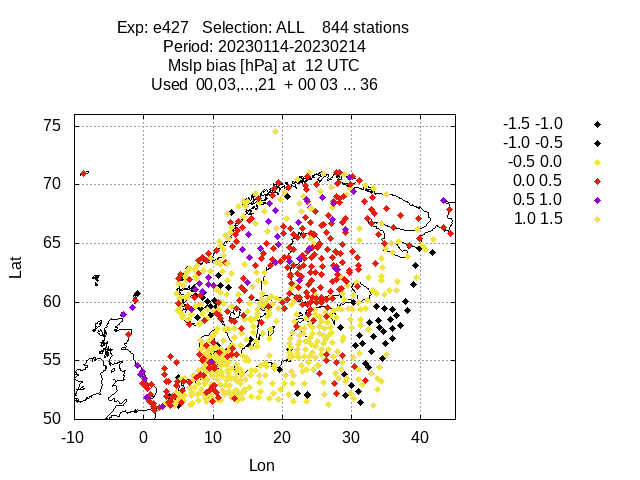 Exp: e427   Selection: ALL    844 stations
Period: 20230114-20230214
Mslp bias [hPa] at  12 UTC
Used  00,03,...,21  + 00 03 ... 36
-1.5 -1.0
-1.0 -0.5
-0.5 0.0
0.0 0.5
0.5 1.0
1.0 1.5
75
70
65
60
55
50
Lat
-10 0 10 20 30 40
Lon